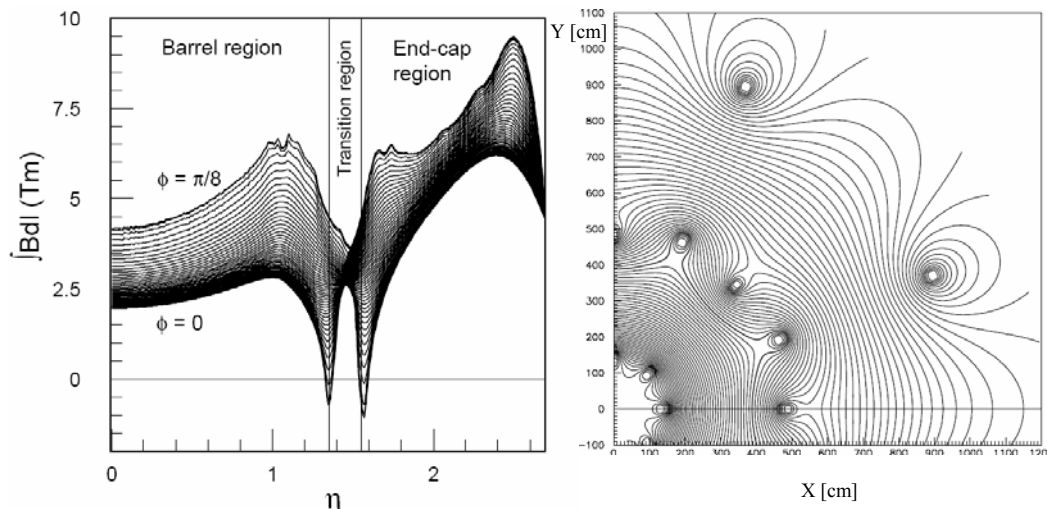 10
7.5
5
2.5
0
∫Bdl (Tm)
Barrel region
Transition region
End-cap
region
ϕ = π/8
ϕ = 0
0
1
2
η
Y [cm]
1100
1000
900
800
700
600
500
400
300
200
100
0
−100
0 100 200 300 400 500 600 700 800 900 1000 1100 1200
X [cm]